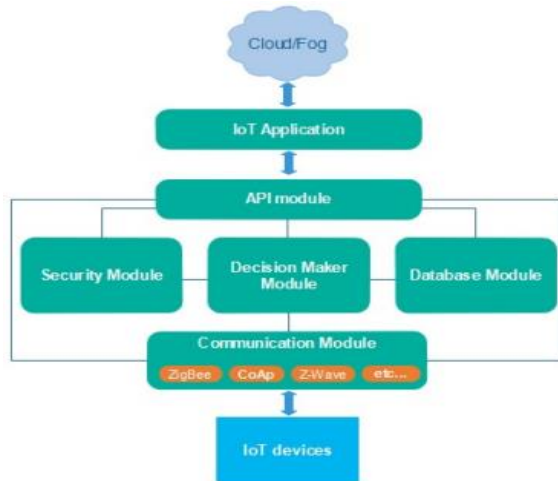 Cloud/Fog
IoT Application
API module
Security Module
Decision Maker
Module
Database Module
Communication Module
ZigBee CoAp Z-Wave etc...
IoT devices